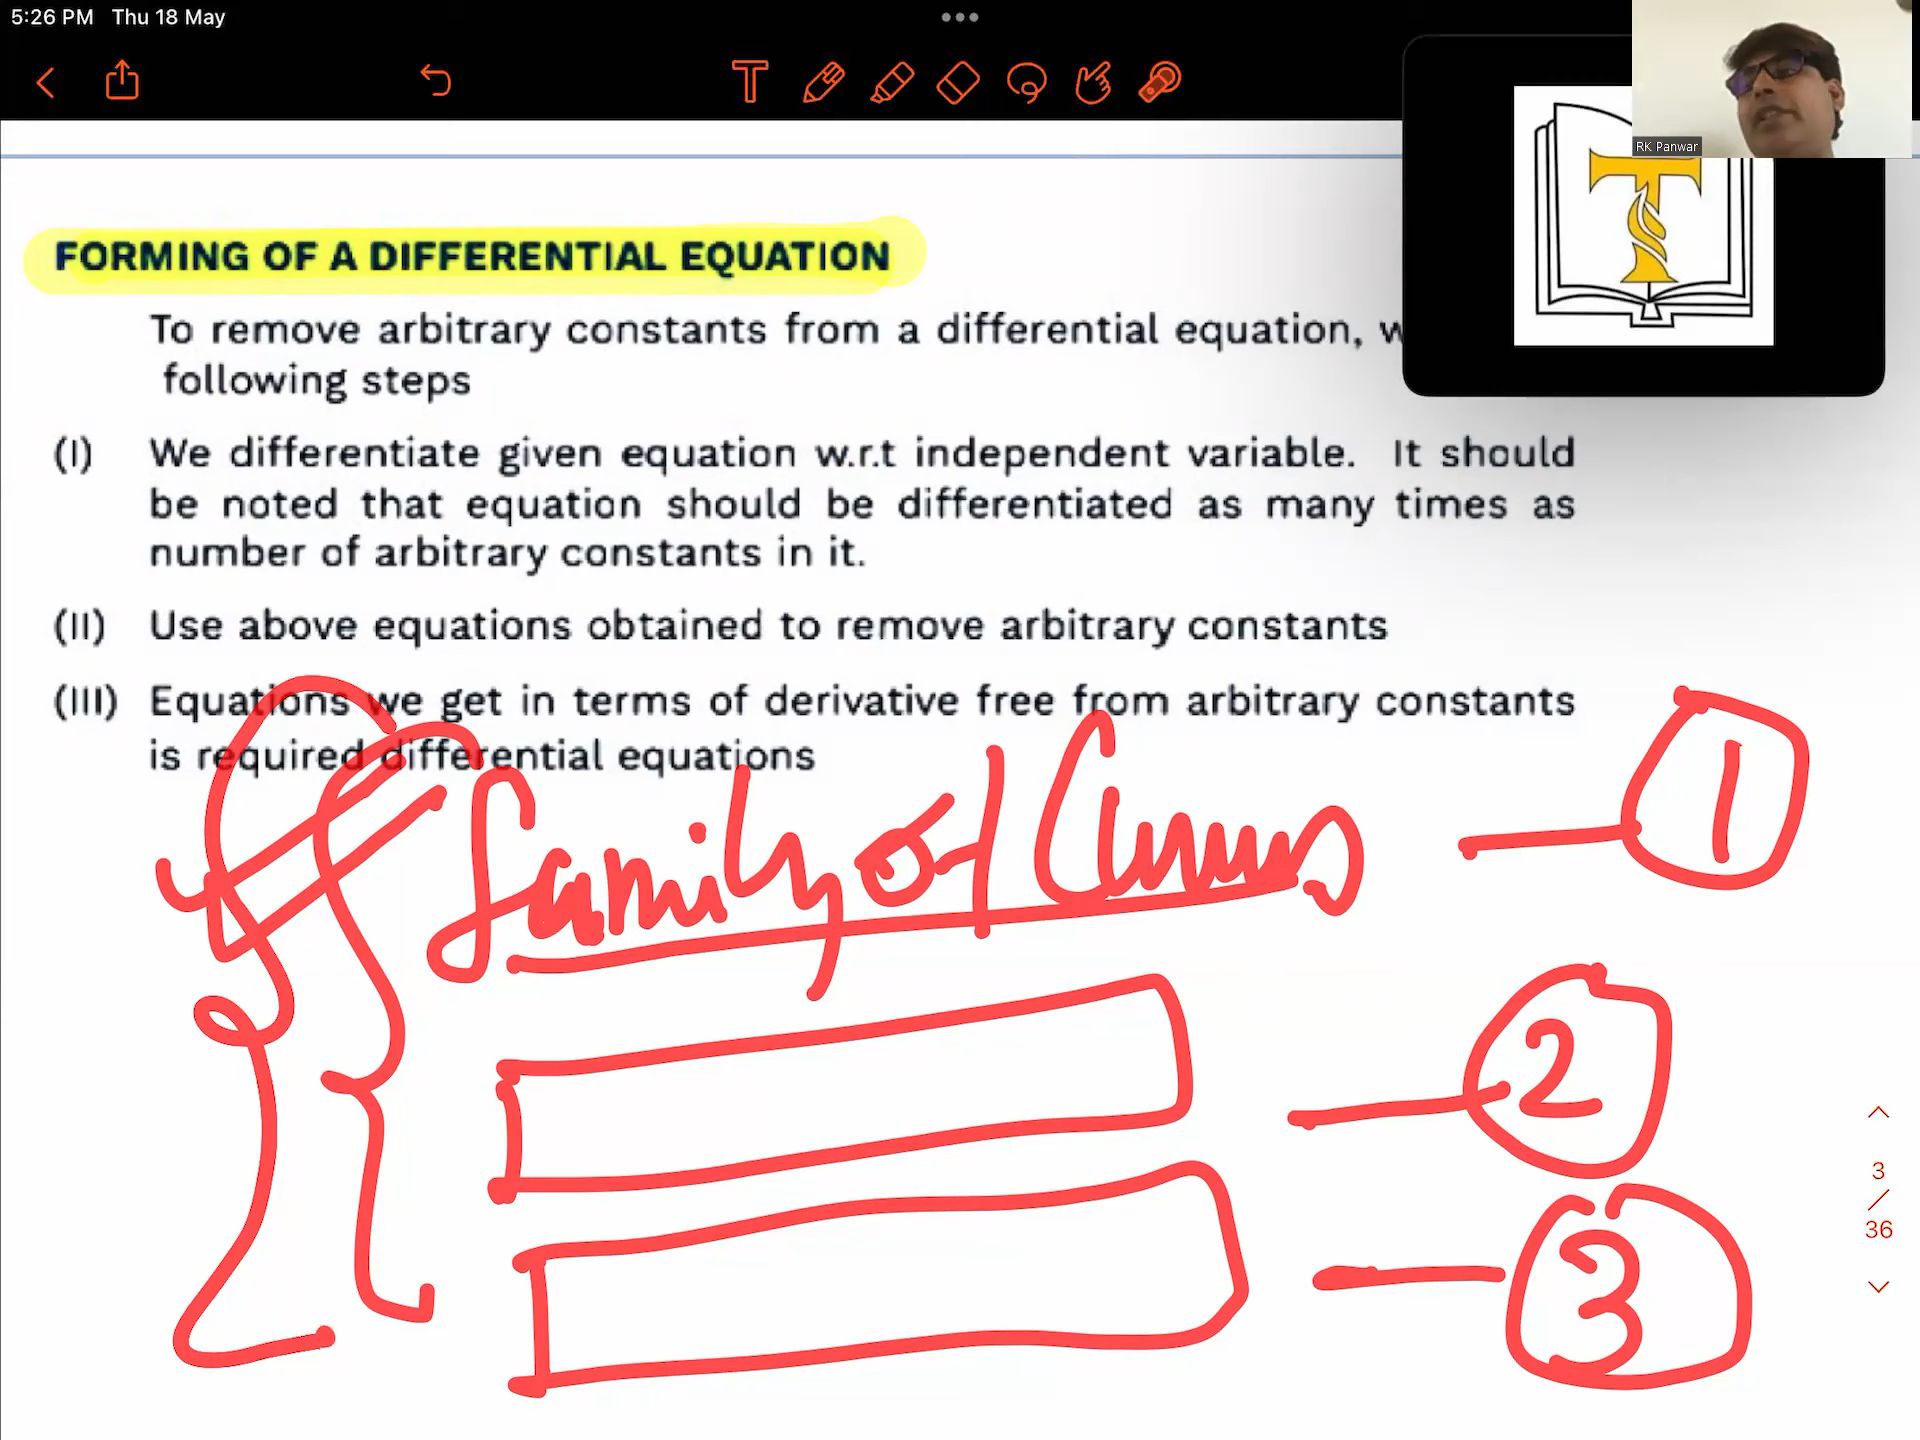 5:26 PM Thu 18 May
RK Panwar
FORMING OF A DIFFERENTIAL EQUATION
To remove arbitrary constants from a differential equation,
following steps
(I) We differentiate given equation w.r.t independent variable. It should
be noted that equation should be differentiated as many times as
number of arbitrary constants in it.
(II) Use above equations obtained to remove arbitrary constants
(III) Equations we get in terms of derivative free from arbitrary constants
is required differential equations
family of Curves 1
2
3
3
/
36